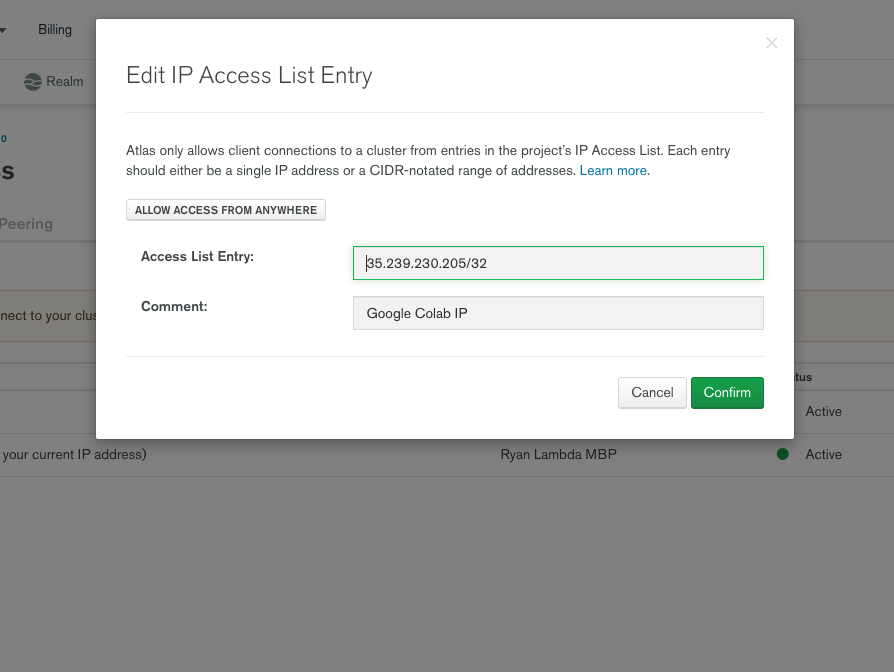 Billing
Realm
0
s
Peering
Edit IP Access List Entry
Atlas only allows client connections to a cluster from entries in the project's IP Access List. Each entry
should either be a single IP address or a CIDR-notated range of addresses. Learn more.
ALLOW ACCESS FROM ANYWHERE
Access List Entry: 35.239.230.205/32
Comment: Google Colab IP
Cancel Confirm
nect to your clus
tus
Active
your current IP address) Ryan Lambda MBP Active